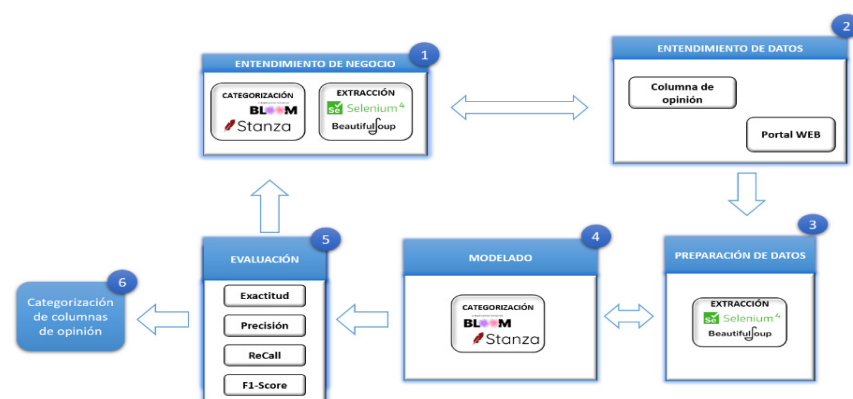 1
ENTENDIMIENTO DE NEGOCIO
CATEGORIZACIÓN
BLOOM
Stanza
EXTRACCIÓN
Se Selenium 4
BeautifulSoup
2
ENTENDIMIENTO DE DATOS
Columna de
opinión
Portal WEB
3
PREPARACIÓN DE DATOS
EXTRACCIÓN
Se Selenium 4
BeautifulSoup
4
MODELADO
CATEGORIZACIÓN
BLOOM
Stanza
5
EVALUACIÓN
Exactitud
Precisión
ReCall
F1-Score
6
Categorización
de columnas
de opinión